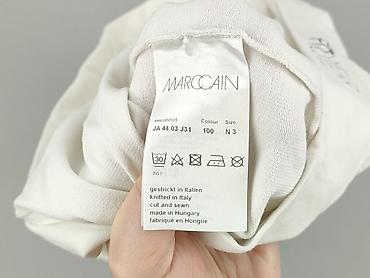 MARCCAIN
Colour Size
JA 44.03 J31 100 N 3
30
gestrickt in Italien
knitted in Italy
cut and sewn
made in Hungary
fabriqué en Hongrie